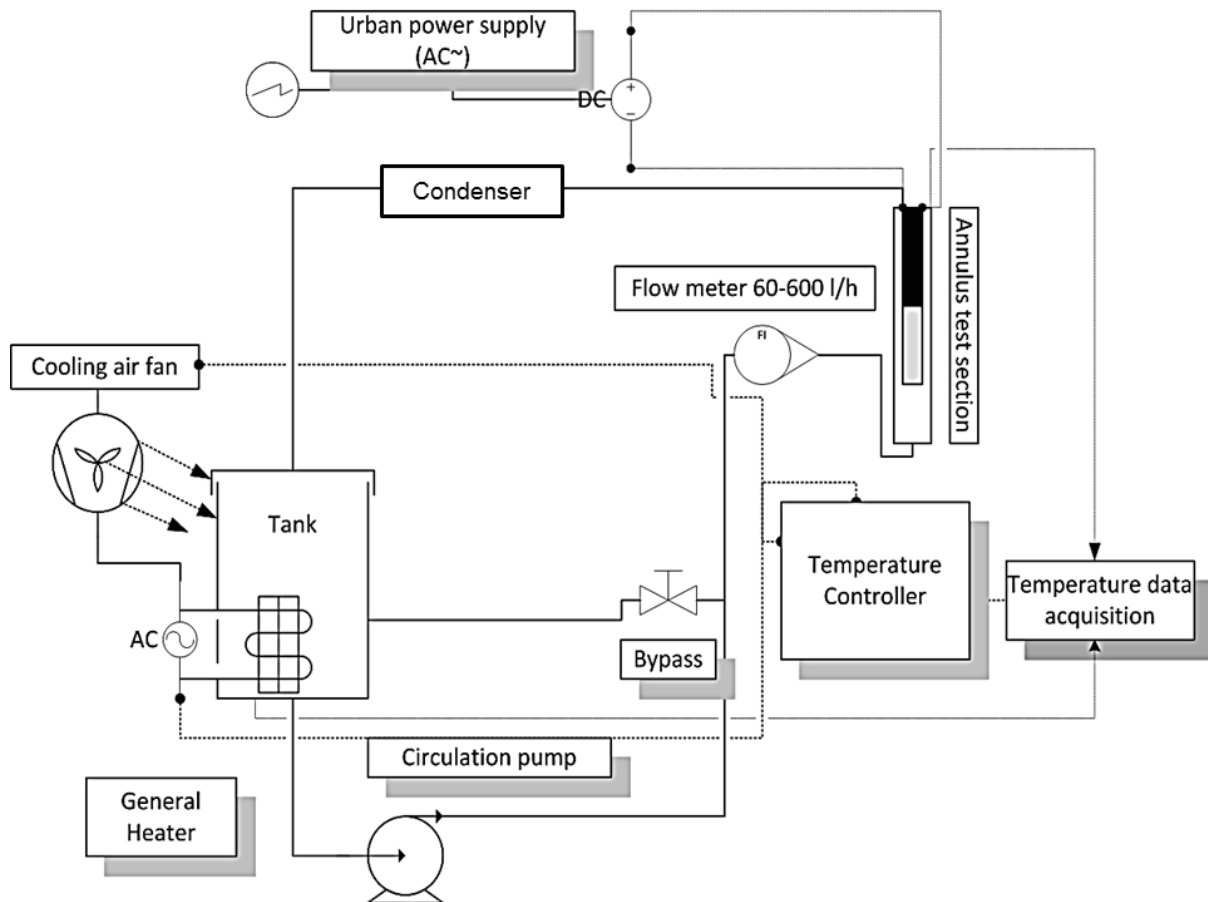 Urban power supply
(AC~)
+
DC
−
Condenser
Annulus test section
Flow meter 60-600 l/h
FI
Cooling air fan
Tank
Temperature
Controller
Temperature data
acquisition
AC
Bypass
Circulation pump
General
Heater